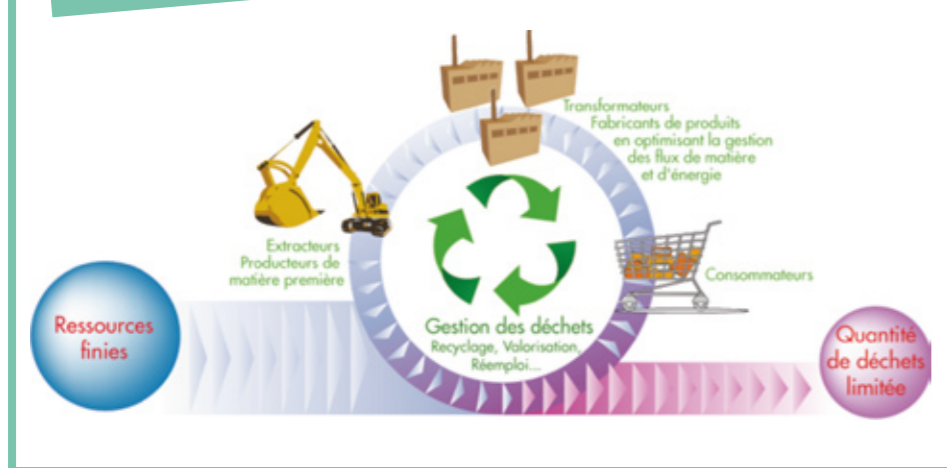 Transformateurs
Fabricants de produits
en optimisant la gestion
des flux de matière
et d'énergie
Extracteurs
Producteurs de
matière première
Consommateurs
Ressources
finies
Gestion des déchets
Recyclage, Valorisation,
Réemploi...
Quantité
de déchets
limitée